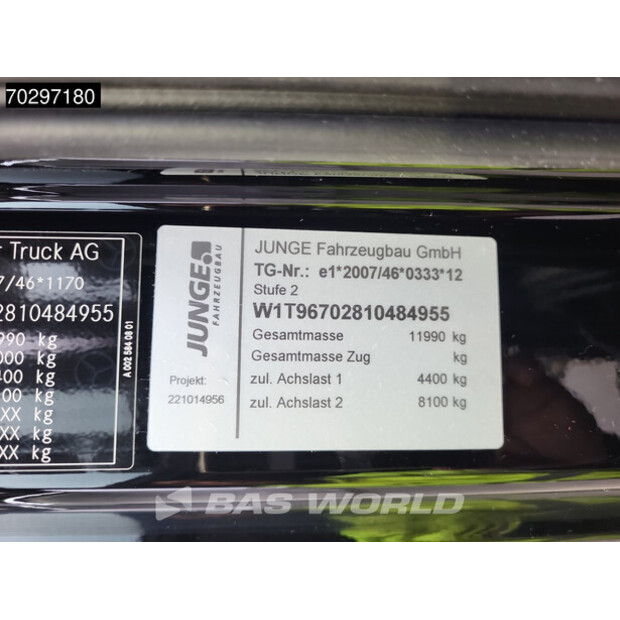 70297180
r Truck AG
7/46*1170
2810484955
990 kg
000 kg
400 kg
00 kg
XX kg
XX kg
XX kg
A 002 584 08 01
JUNGE
FAHRZEUGBAU
Projekt:
221014956
JUNGE Fahrzeugbau GmbH
TG-Nr.: e1*2007/46*0333*12
Stufe 2
W1T96702810484955
Gesamtmasse 11990 kg
Gesamtmasse Zug kg
zul. Achslast 1 4400 kg
zul. Achslast 2 8100 kg
BAS WORLD